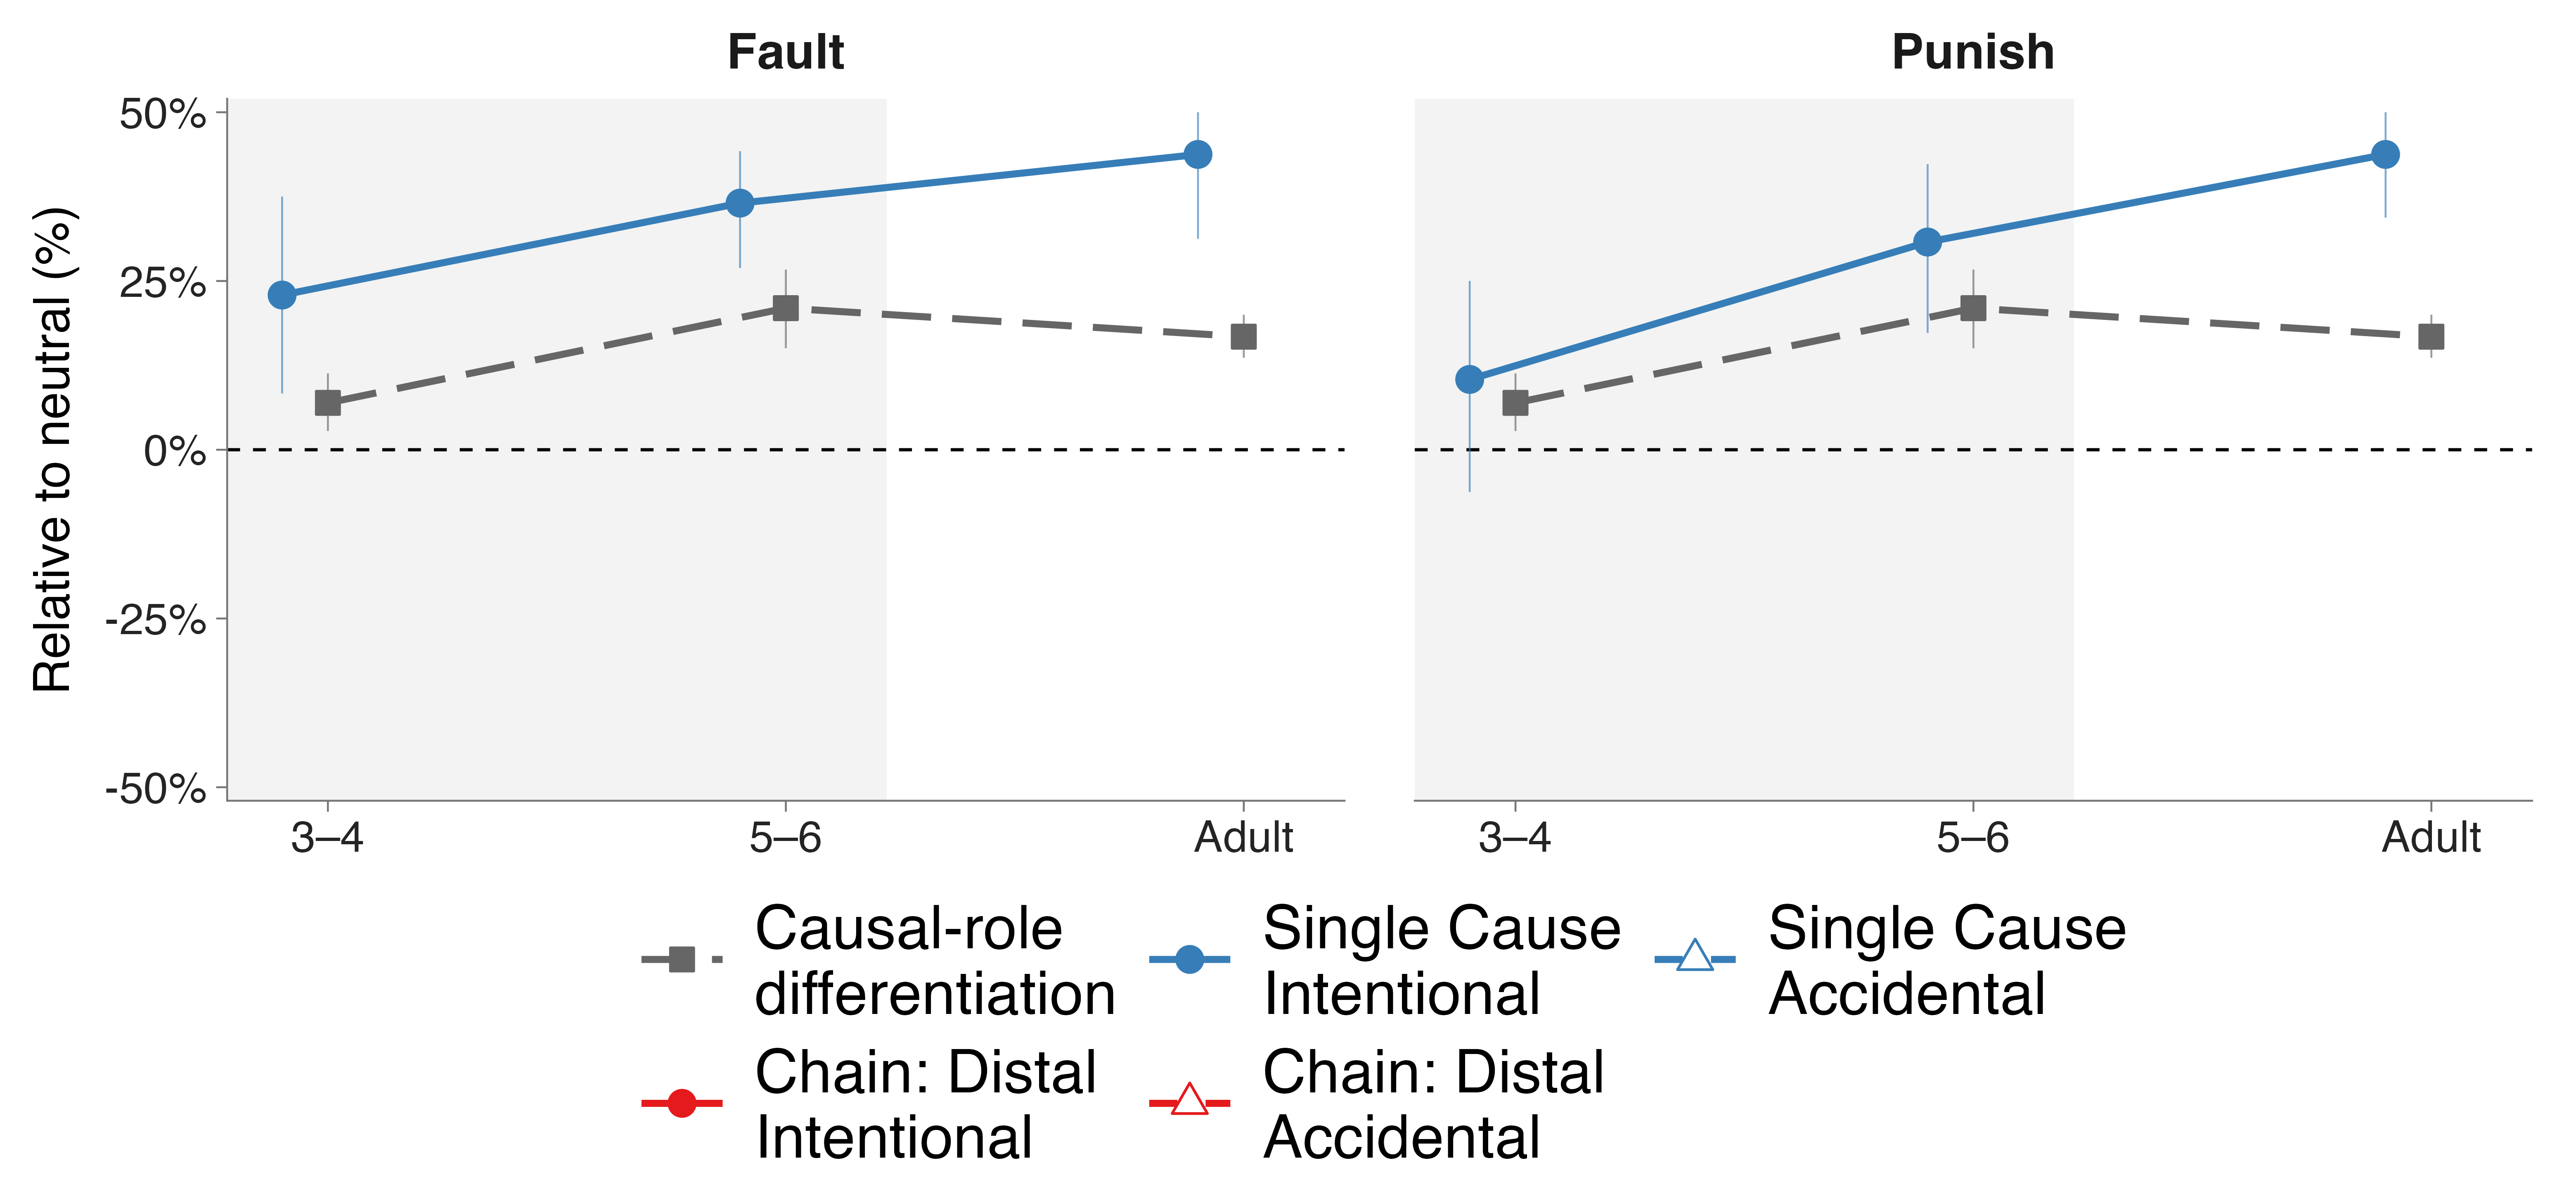 Fault
Punish
Relative to neutral (%)
50%
25%
0%
-25%
-50%
3–4
5–6
Adult
3–4
5–6
Adult
Causal-role
differentiation
Single Cause
Intentional
Single Cause
Accidental
Chain: Distal
Intentional
Chain: Distal
Accidental